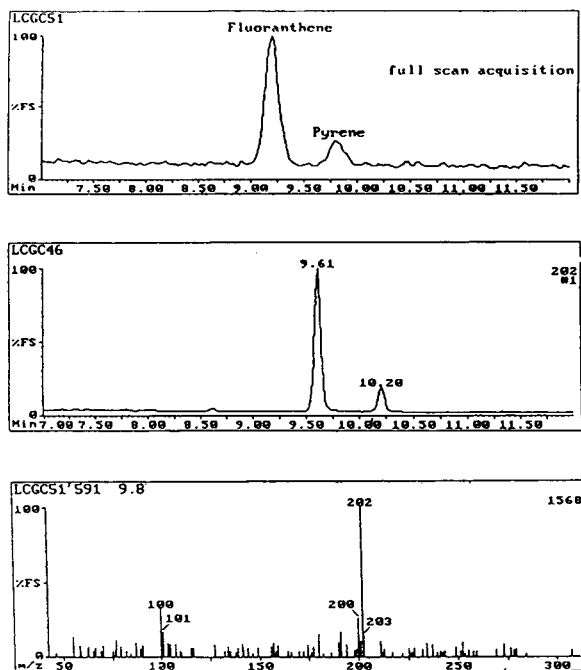 LCGC51
Fluoranthene
100
full scan acquisition
%FS
Pyrene
0
Min 7.50 8.00 8.50 9.00 9.50 10.00 10.50 11.00 11.50
LCGC46
9.61
202
#1
100
%FS
10.20
0
Min 7.00 7.50 8.00 8.50 9.00 9.50 10.00 10.50 11.00 11.50
LCGC51'591 9.8
202
1568
100
%FS
100
200
101
203
0
m/z 50 100 150 200 250 300